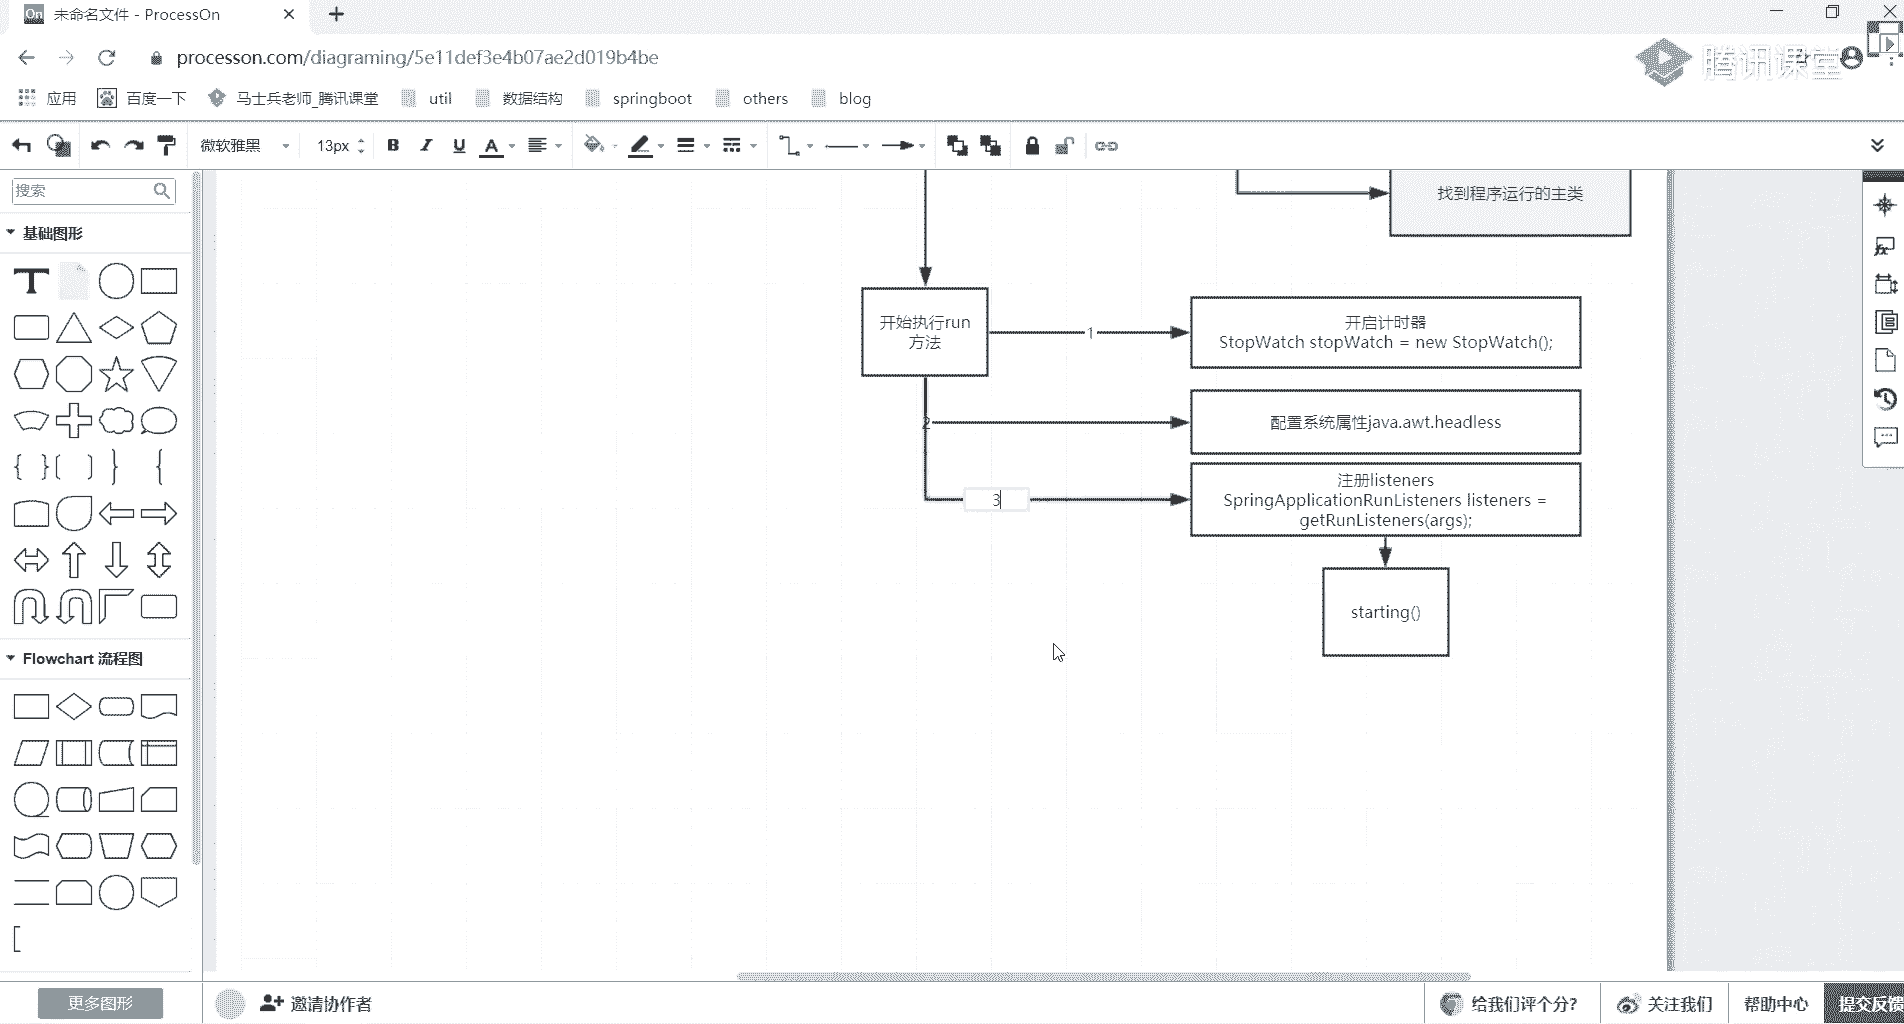 On 未命名文件 - ProcessOn
processon.com/diagraming/5e11def3e4b07ae2d019b4be
腾讯课堂
应用 百度一下 马士兵老师_腾讯课堂 util 数据结构 springboot others blog
微软雅黑 13px B I U A
搜索
基础图形
T
Flowchart 流程图
更多图形
找到程序运行的主类
开始执行run
方法
1
开启计时器
StopWatch stopWatch = new StopWatch();
2
配置系统属性java.awt.headless
3
注册listeners
SpringApplicationRunListeners listeners =
getRunListeners(args);
starting()
fx
邀请协作者
给我们评个分? 关注我们 帮助中心 提交反馈